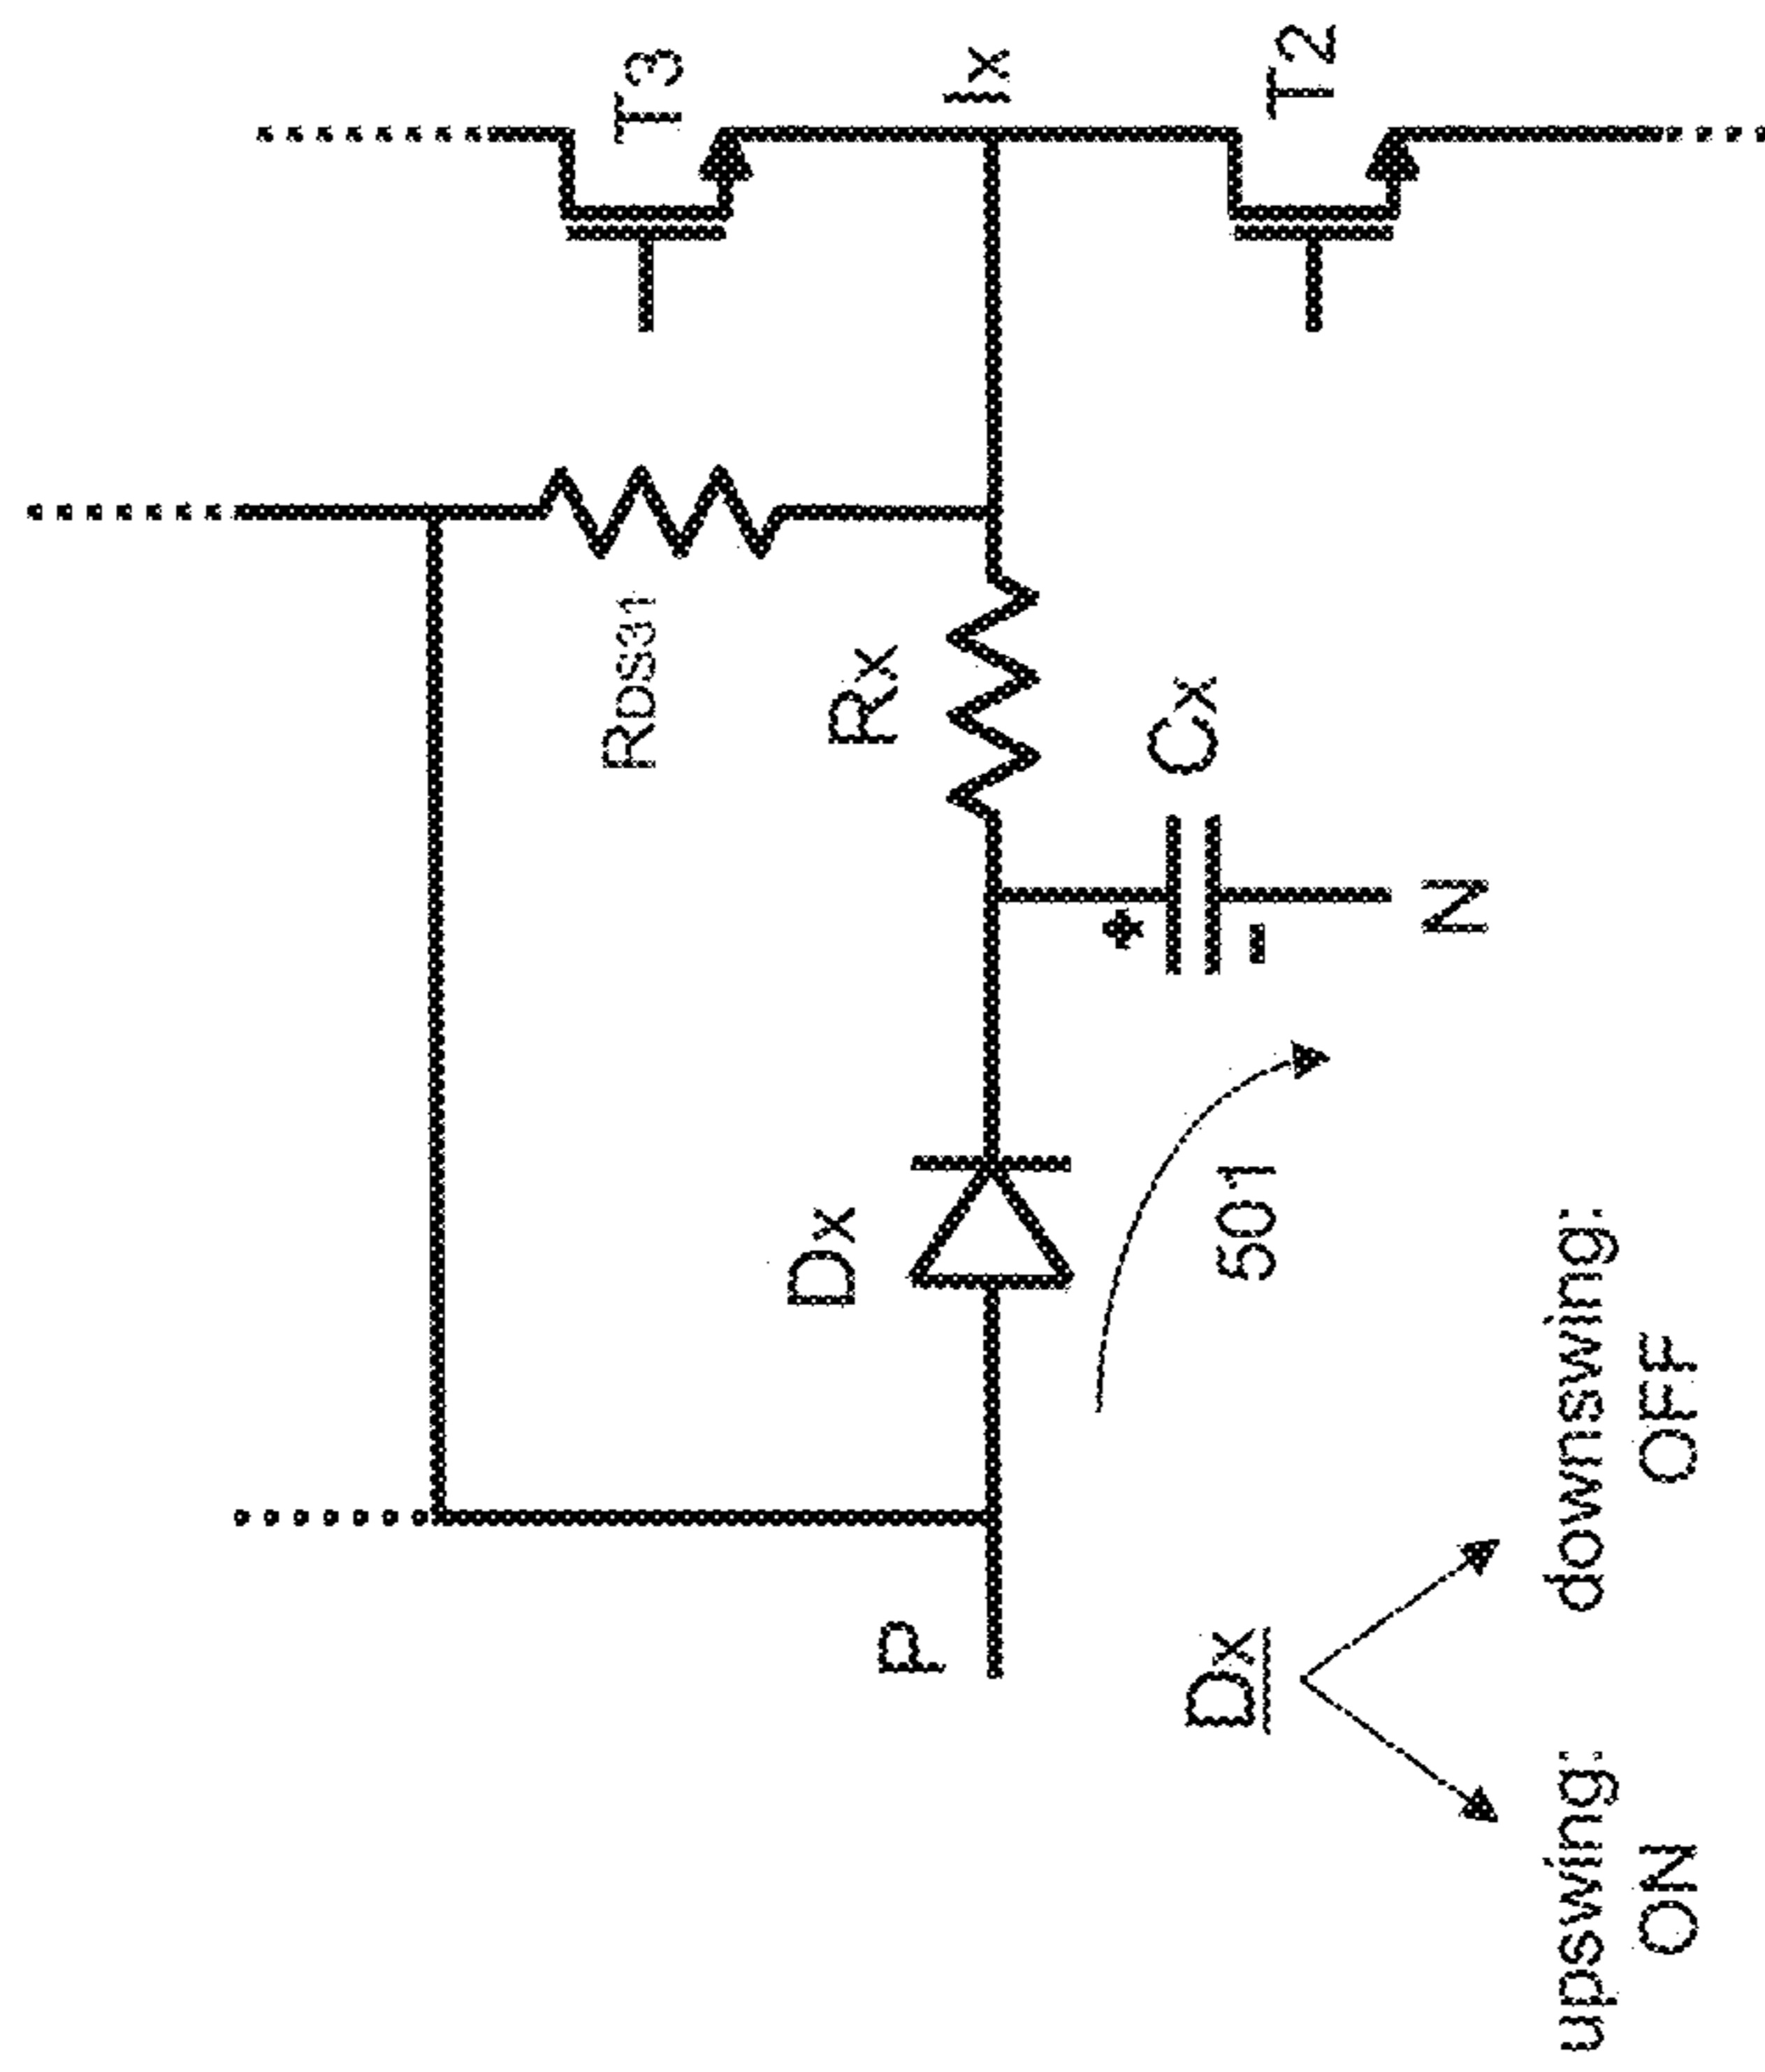 T3
Ix
T2
RDS31
Rx
Cx
N
Dx
501
P
Dx
upswing:
ON
downswing:
OFF